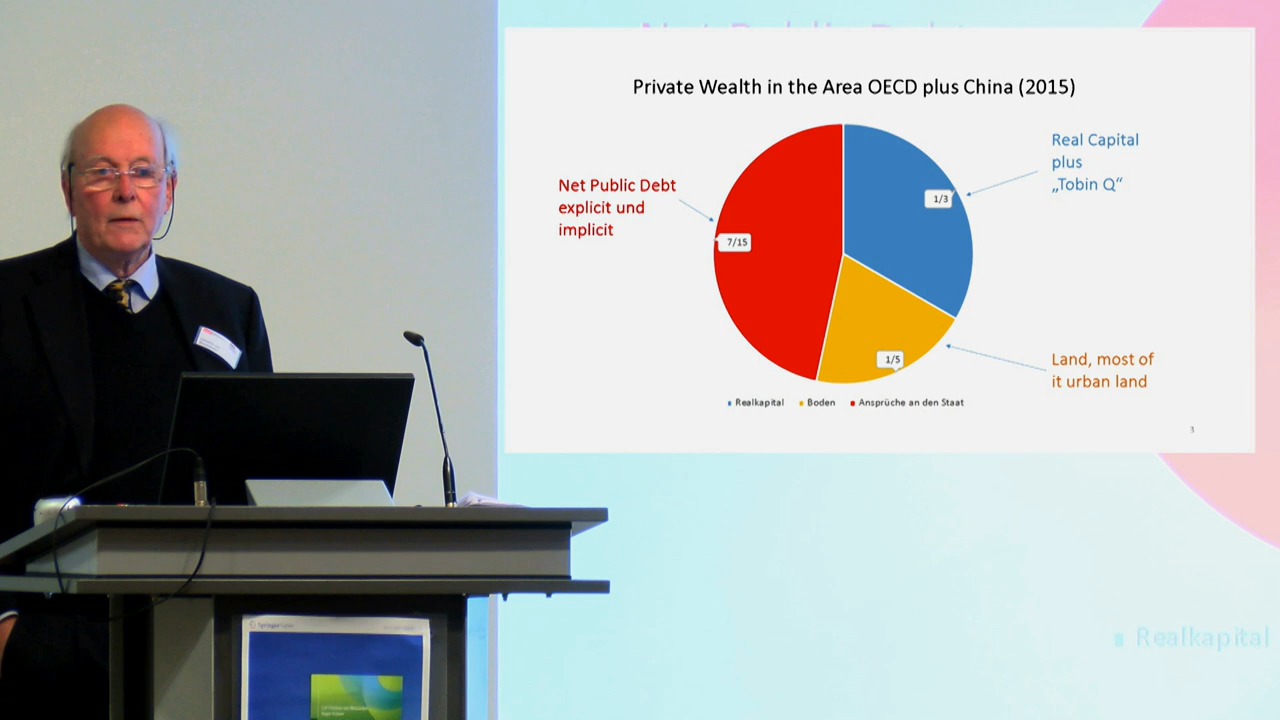 Private Wealth in the Area OECD plus China (2015)
Real Capital
plus
„Tobin Q“
Net Public Debt
explicit und
implicit
1/3
7/15
1/5
Land, most of
it urban land
Realkapital
Boden
Ansprüche an den Staat
3
Realkapital
Springer